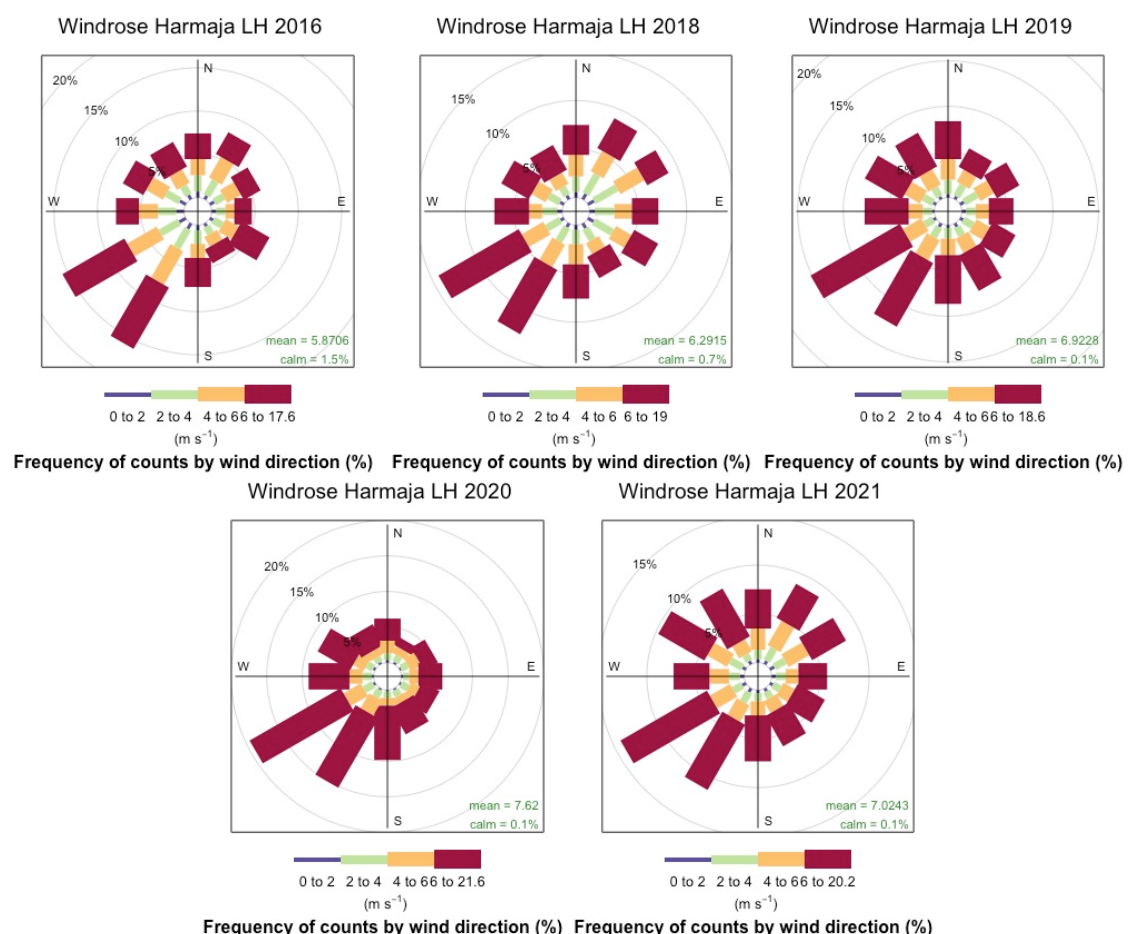 Windrose Harmaja LH 2016
N
20%
15%
10%
5%
W
E
S
mean = 5.8706
calm = 1.5%
0 to 2 2 to 4 4 to 6 6 to 17.6
(m s⁻¹)
Frequency of counts by wind direction (%)
Windrose Harmaja LH 2018
N
15%
10%
5%
W
E
S
mean = 6.2915
calm = 0.7%
0 to 2 2 to 4 4 to 6 6 to 19
(m s⁻¹)
Frequency of counts by wind direction (%)
Windrose Harmaja LH 2019
N
20%
15%
10%
5%
W
E
S
mean = 6.9228
calm = 0.1%
0 to 2 2 to 4 4 to 6 6 to 18.6
(m s⁻¹)
Frequency of counts by wind direction (%)
Windrose Harmaja LH 2020
N
20%
15%
10%
5%
W
E
S
mean = 7.62
calm = 0.1%
0 to 2 2 to 4 4 to 6 6 to 21.6
(m s⁻¹)
Frequency of counts by wind direction (%)
Windrose Harmaja LH 2021
N
15%
10%
5%
W
E
S
mean = 7.0243
calm = 0.1%
0 to 2 2 to 4 4 to 6 6 to 20.2
(m s⁻¹)
Frequency of counts by wind direction (%)